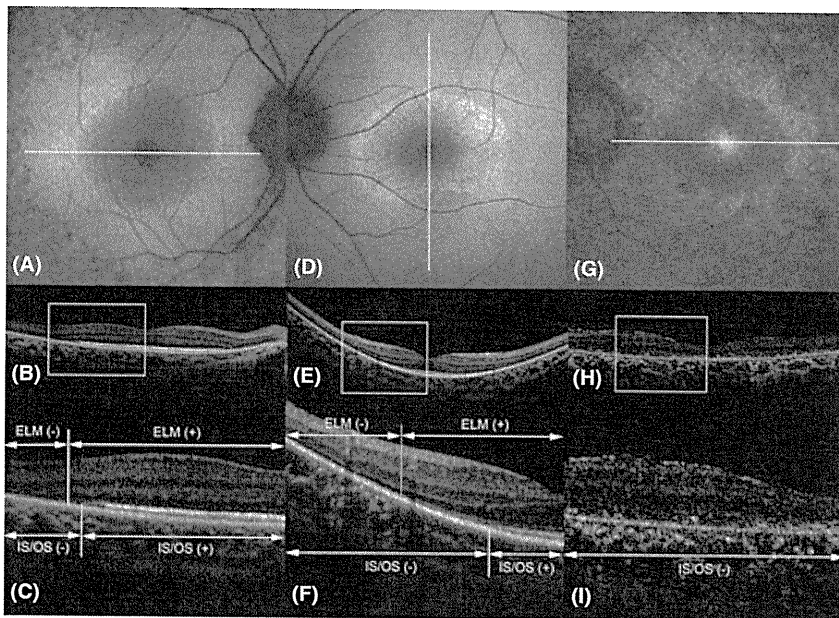 (A)
(D)
(G)
(B)
(E)
(H)
ELM (-) ELM (+)
IS/OS (-) IS/OS (+)
(C)
ELM (-) ELM (+)
IS/OS (-) IS/OS (+)
(F)
IS/OS (-)
(I)